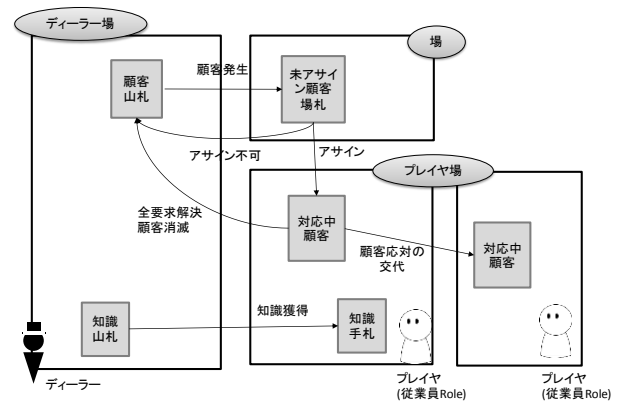 ディーラー場
場
顧客
山札
顧客発生
未アサイ
ン顧客
場札
アサイン不可
アサイン
プレイヤ場
全要求解決
顧客消滅
対応中
顧客
顧客応対の
交代
対応中
顧客
知識
山札
知識獲得
知識
手札
ディーラー
プレイヤ
(従業員Role)
プレイヤ
(従業員Role)